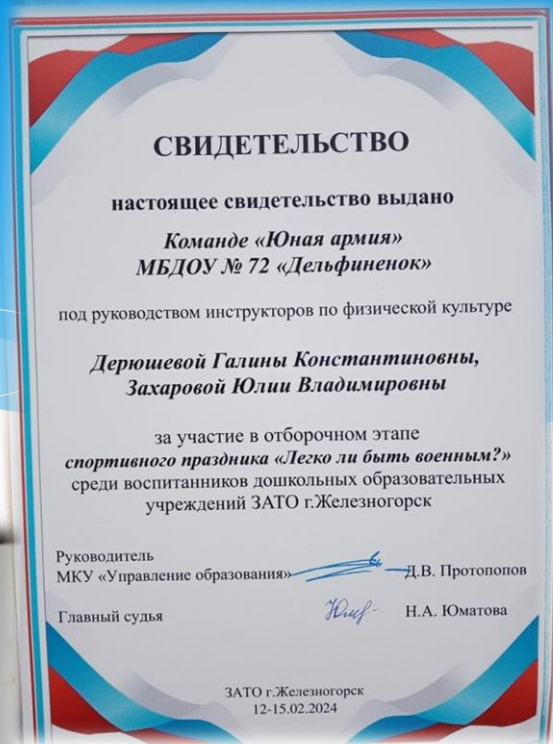 СВИДЕТЕЛЬСТВО
настоящее свидетельство выдано
Команде «Юная армия»
МБДОУ № 72 «Дельфиненок»
под руководством инструкторов по физической культуре
Дерюшевой Галины Константиновны,
Захаровой Юлии Владимировны
за участие в отборочном этапе
спортивного праздника «Легко ли быть военным?»
среди воспитанников дошкольных образовательных
учреждений ЗАТО г.Железногорск
Руководитель
МКУ «Управление образования» Д.В. Протопопов
Главный судья Н.А. Юматова
ЗАТО г.Железногорск
12-15.02.2024